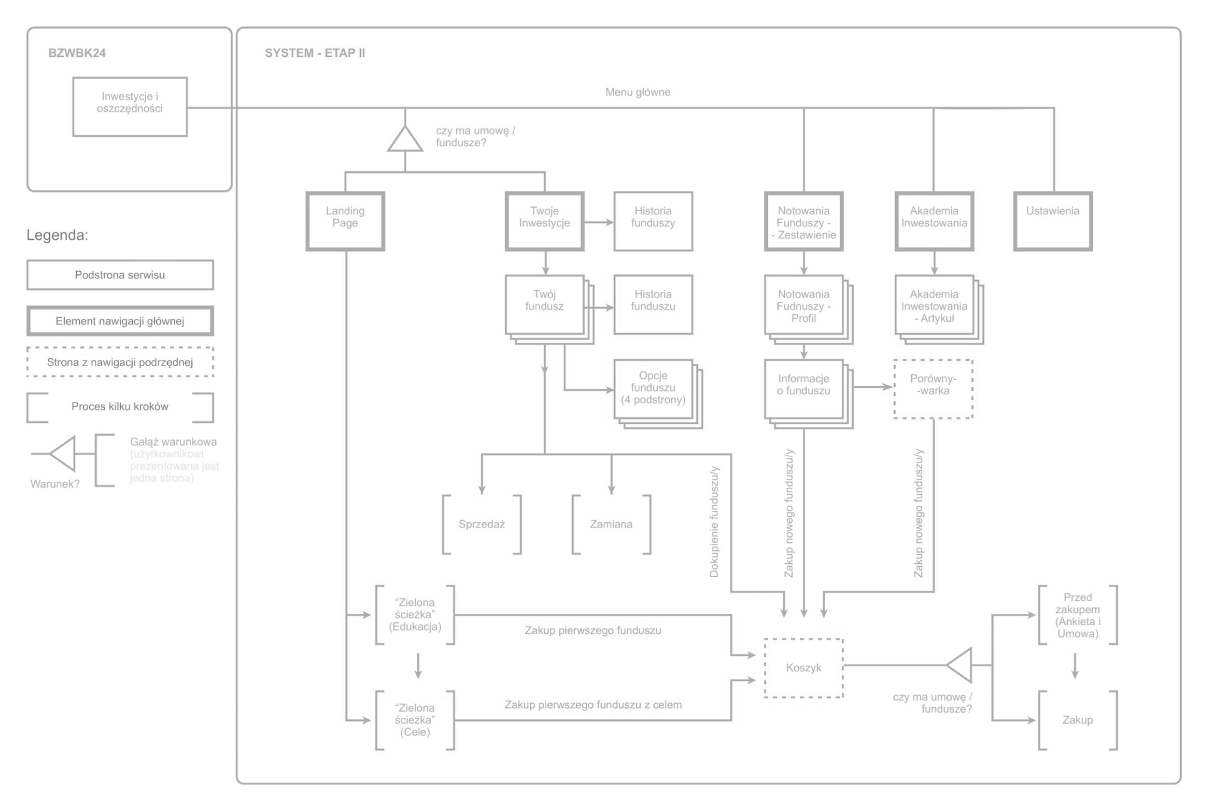 BZWBK24
SYSTEM - ETAP II
Inwestycje i
oszczędności
Menu główne
czy ma umowę /
fundusze?
Landing
Page
Twoje
Inwestycje
Historia
funduszy
Notowania
Funduszy -
- Zestawienie
Akademia
Inwestowania
Ustawienia
Legenda:
Podstrona serwisu
Element nawigacji głównej
Strona z nawigacji podrzędnej
Proces kilku kroków
Gałąź warunkowa
(użytkownikowi
prezentowana jest
jedna strona)
Warunek?
Twój
fundusz
Historia
funduszu
Notowania
Fudnuszy -
Profil
Akademia
Inwestowania
- Artykuł
Opcje
funduszu
(4 podstrony)
Informacje
o funduszu
Porówny-
-warka
Sprzedaż
Zamiana
Dokupienie funduszu/y
Zakup nowego funduszu/y
Zakup nowego funduszu/y
“Zielona
ścieżka”
(Edukacja)
Zakup pierwszego funduszu
Koszyk
Przed
zakupem
(Ankieta i
Umowa)
“Zielona
ścieżka”
(Cele)
Zakup pierwszego funduszu z celem
czy ma umowę /
fundusze?
Zakup